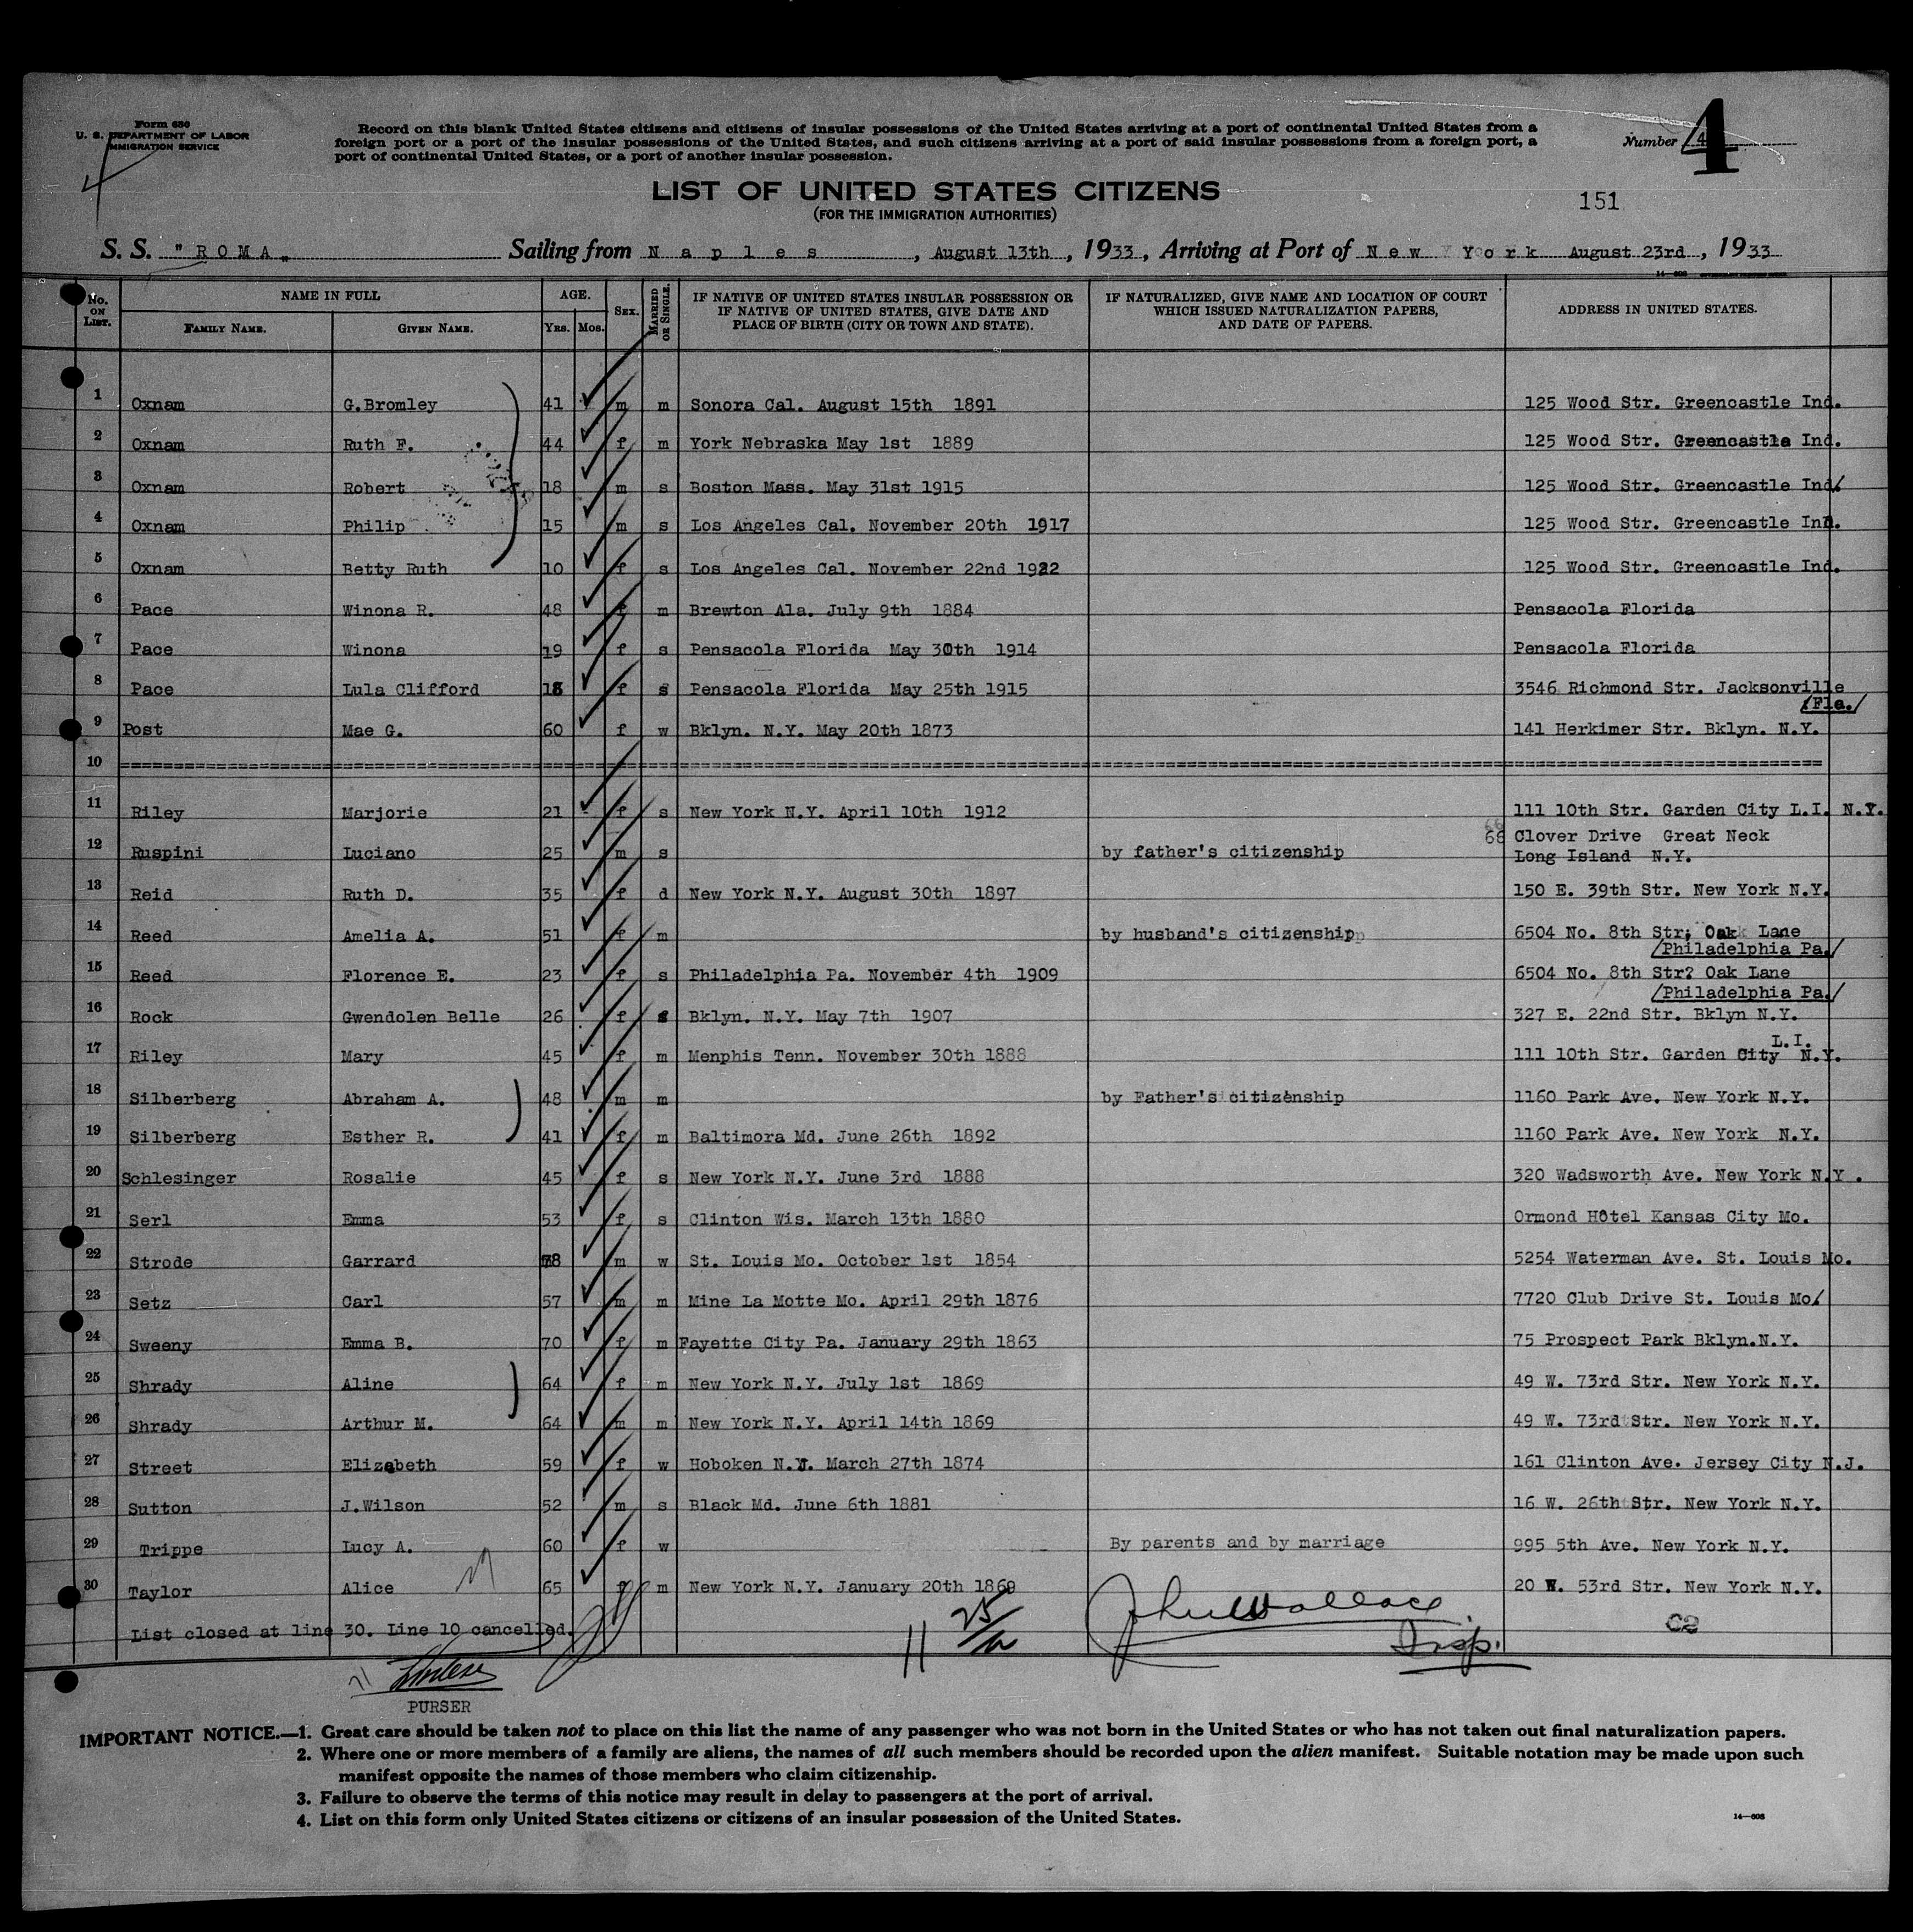 Form 630
U. S. DEPARTMENT OF LABOR
IMMIGRATION SERVICE
Record on this blank United States citizens and citizens of insular possessions of the United States arriving at a port of continental United States from a
foreign port or a port of the insular possessions of the United States, and such citizens arriving at a port of said insular possessions from a foreign port, a
port of continental United States, or a port of another insular possession.
Number 4
4
LIST OF UNITED STATES CITIZENS
(FOR THE IMMIGRATION AUTHORITIES)
151
S. S. "ROMA" Sailing from Naples, August 13th, 1933, Arriving at Port of New York August 23rd, 1933
No. ON LIST. NAME IN FULL AGE. SEX. MARRIED OR SINGLE. IF NATIVE OF UNITED STATES INSULAR POSSESSION OR IF NATIVE OF UNITED STATES, GIVE DATE AND PLACE OF BIRTH (CITY OR TOWN AND STATE). IF NATURALIZED, GIVE NAME AND LOCATION OF COURT WHICH ISSUED NATURALIZATION PAPERS, AND DATE OF PAPERS. ADDRESS IN UNITED STATES.
FAMILY NAME. GIVEN NAME. YRS. MOS.
1 Oxnam G.Bromley 41 m m Sonora Cal. August 15th 1891 125 Wood Str. Greencastle Ind.
2 Oxnam Ruth F. 44 f m York Nebraska May 1st 1889 125 Wood Str. Greencastle Ind.
3 Oxnam Robert 18 m s Boston Mass. May 31st 1915 125 Wood Str. Greencastle Ind.
4 Oxnam Philip 15 m s Los Angeles Cal. November 20th 1917 125 Wood Str. Greencastle Ind.
5 Oxnam Betty Ruth 10 f s Los Angeles Cal. November 22nd 1922 125 Wood Str. Greencastle Ind.
6 Pace Winona R. 48 f m Brewton Ala. July 9th 1884 Pensacola Florida
7 Pace Winona 19 f s Pensacola Florida May 30th 1914 Pensacola Florida
8 Pace Lula Clifford 18 f s Pensacola Florida May 25th 1915 3546 Richmond Str. Jacksonville
/Fla./
9 Post Mae G. 60 f w Bklyn. N.Y. May 20th 1873 141 Herkimer Str. Bklyn. N.Y.
10
11 Riley Marjorie 21 f s New York N.Y. April 10th 1912 111 10th Str. Garden City L.I. N.Y.
12 Ruspini Luciano 25 m s by father's citizenship 66 Clover Drive Great Neck
Long Island N.Y.
13 Reid Ruth D. 35 f d New York N.Y. August 30th 1897 150 E. 39th Str. New York N.Y.
14 Reed Amelia A. 51 f m by husband's citizenship 6504 No. 8th Str; Oak Lane
/Philadelphia Pa./
15 Reed Florence E. 23 f s Philadelphia Pa. November 4th 1909 6504 No. 8th Str? Oak Lane
/Philadelphia Pa./
16 Rock Gwendolen Belle 26 f s Bklyn. N.Y. May 7th 1907 327 E. 22nd Str. Bklyn N.Y.
17 Riley Mary 45 f m Menphis Tenn. November 30th 1888 111 10th Str. Garden City L.I. N.Y.
18 Silberberg Abraham A. 48 m m by Father's citizenship 1160 Park Ave. New York N.Y.
19 Silberberg Esther R. 41 f m Baltimora Md. June 26th 1892 1160 Park Ave. New York N.Y.
20 Schlesinger Rosalie 45 f s New York N.Y. June 3rd 1888 320 Wadsworth Ave. New York N.Y.
21 Serl Emma 53 f s Clinton Wis. March 13th 1880 Ormond Hotel Kansas City Mo.
22 Strode Garrard 78 m w St. Louis Mo. October 1st 1854 5254 Waterman Ave. St. Louis Mo.
23 Setz Carl 57 m m Mine La Motte Mo. April 29th 1876 7720 Club Drive St. Louis Mo/
24 Sweeny Emma B. 70 f m Fayette City Pa. January 29th 1863 75 Prospect Park Bklyn.N.Y.
25 Shrady Aline 64 f m New York N.Y. July 1st 1869 49 W. 73rd Str. New York N.Y.
26 Shrady Arthur M. 64 m m New York N.Y. April 14th 1869 49 W. 73rd Str. New York N.Y.
27 Street Elizabeth 59 f w Hoboken N.J. March 27th 1874 161 Clinton Ave. Jersey City N.J.
28 Sutton J.Wilson 52 m s Black Md. June 6th 1881 16 W. 26th Str. New York N.Y.
29 Trippe Lucy A. 60 f w By parents and by marriage 995 5th Ave. New York N.Y.
30 Taylor Alice 65 f m New York N.Y. January 20th 1869 20 W. 53rd Str. New York N.Y.
List closed at line 30. Line 10 cancelled.
11 25/12
John Wallace
Insp.
C2
PURSER
IMPORTANT NOTICE.—1. Great care should be taken not to place on this list the name of any passenger who was not born in the United States or who has not taken out final naturalization papers.
2. Where one or more members of a family are aliens, the names of all such members should be recorded upon the alien manifest. Suitable notation may be made upon such
manifest opposite the names of those members who claim citizenship.
3. Failure to observe the terms of this notice may result in delay to passengers at the port of arrival.
4. List on this form only United States citizens or citizens of an insular possession of the United States.
14—608